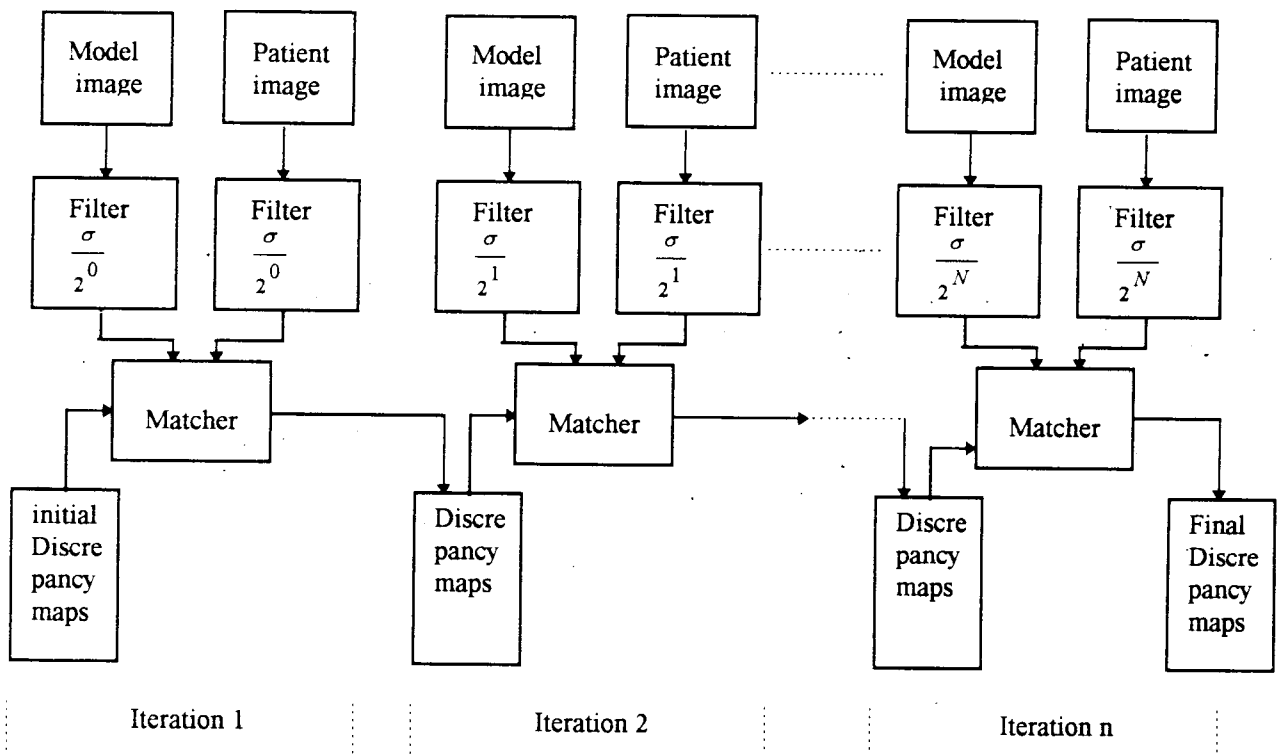 Model
image
Patient
image
Model
image
Patient
image
Model
image
Patient
image
Filter
σ
2^0
Filter
σ
2^0
Filter
σ
2^1
Filter
σ
2^1
Filter
σ
2^N
Filter
σ
2^N
Matcher
Matcher
Matcher
initial
Discre
pancy
maps
Discre
pancy
maps
Discre
pancy
maps
Final
Discre
pancy
maps
Iteration 1
Iteration 2
Iteration n